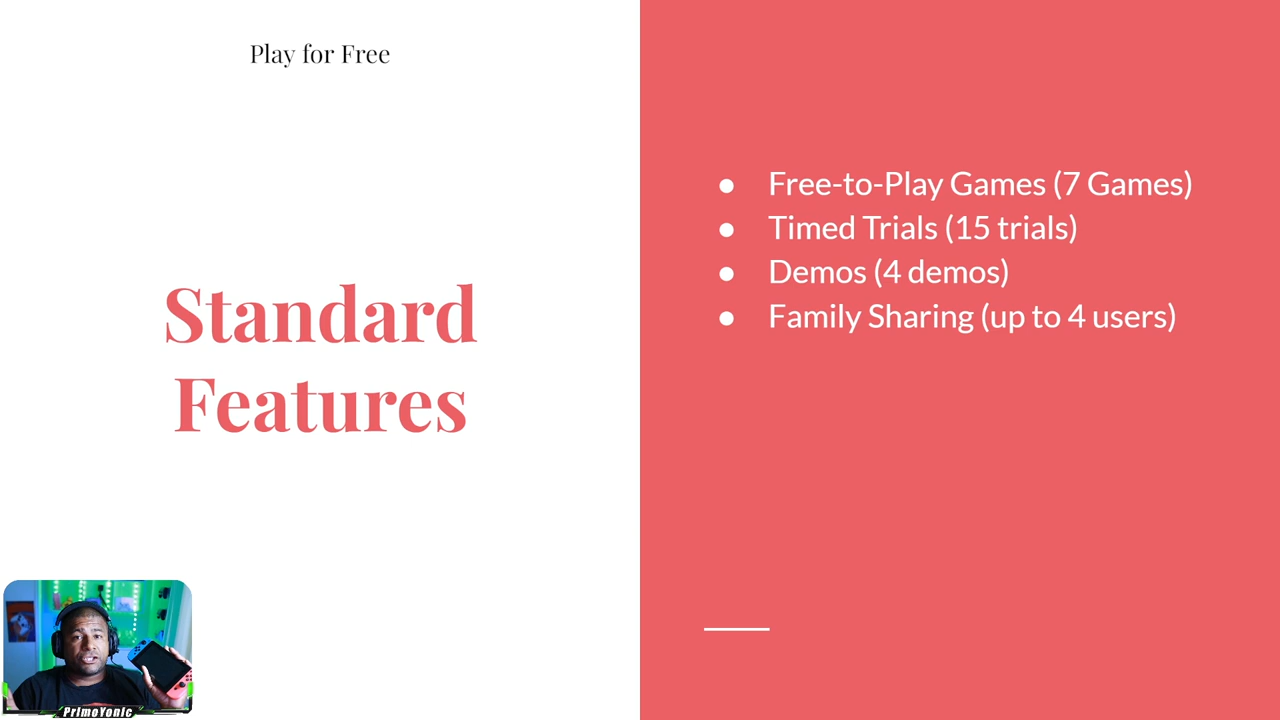 Play for Free
Standard
Features
● Free-to-Play Games (7 Games)
● Timed Trials (15 trials)
● Demos (4 demos)
● Family Sharing (up to 4 users)
PrimoYonic